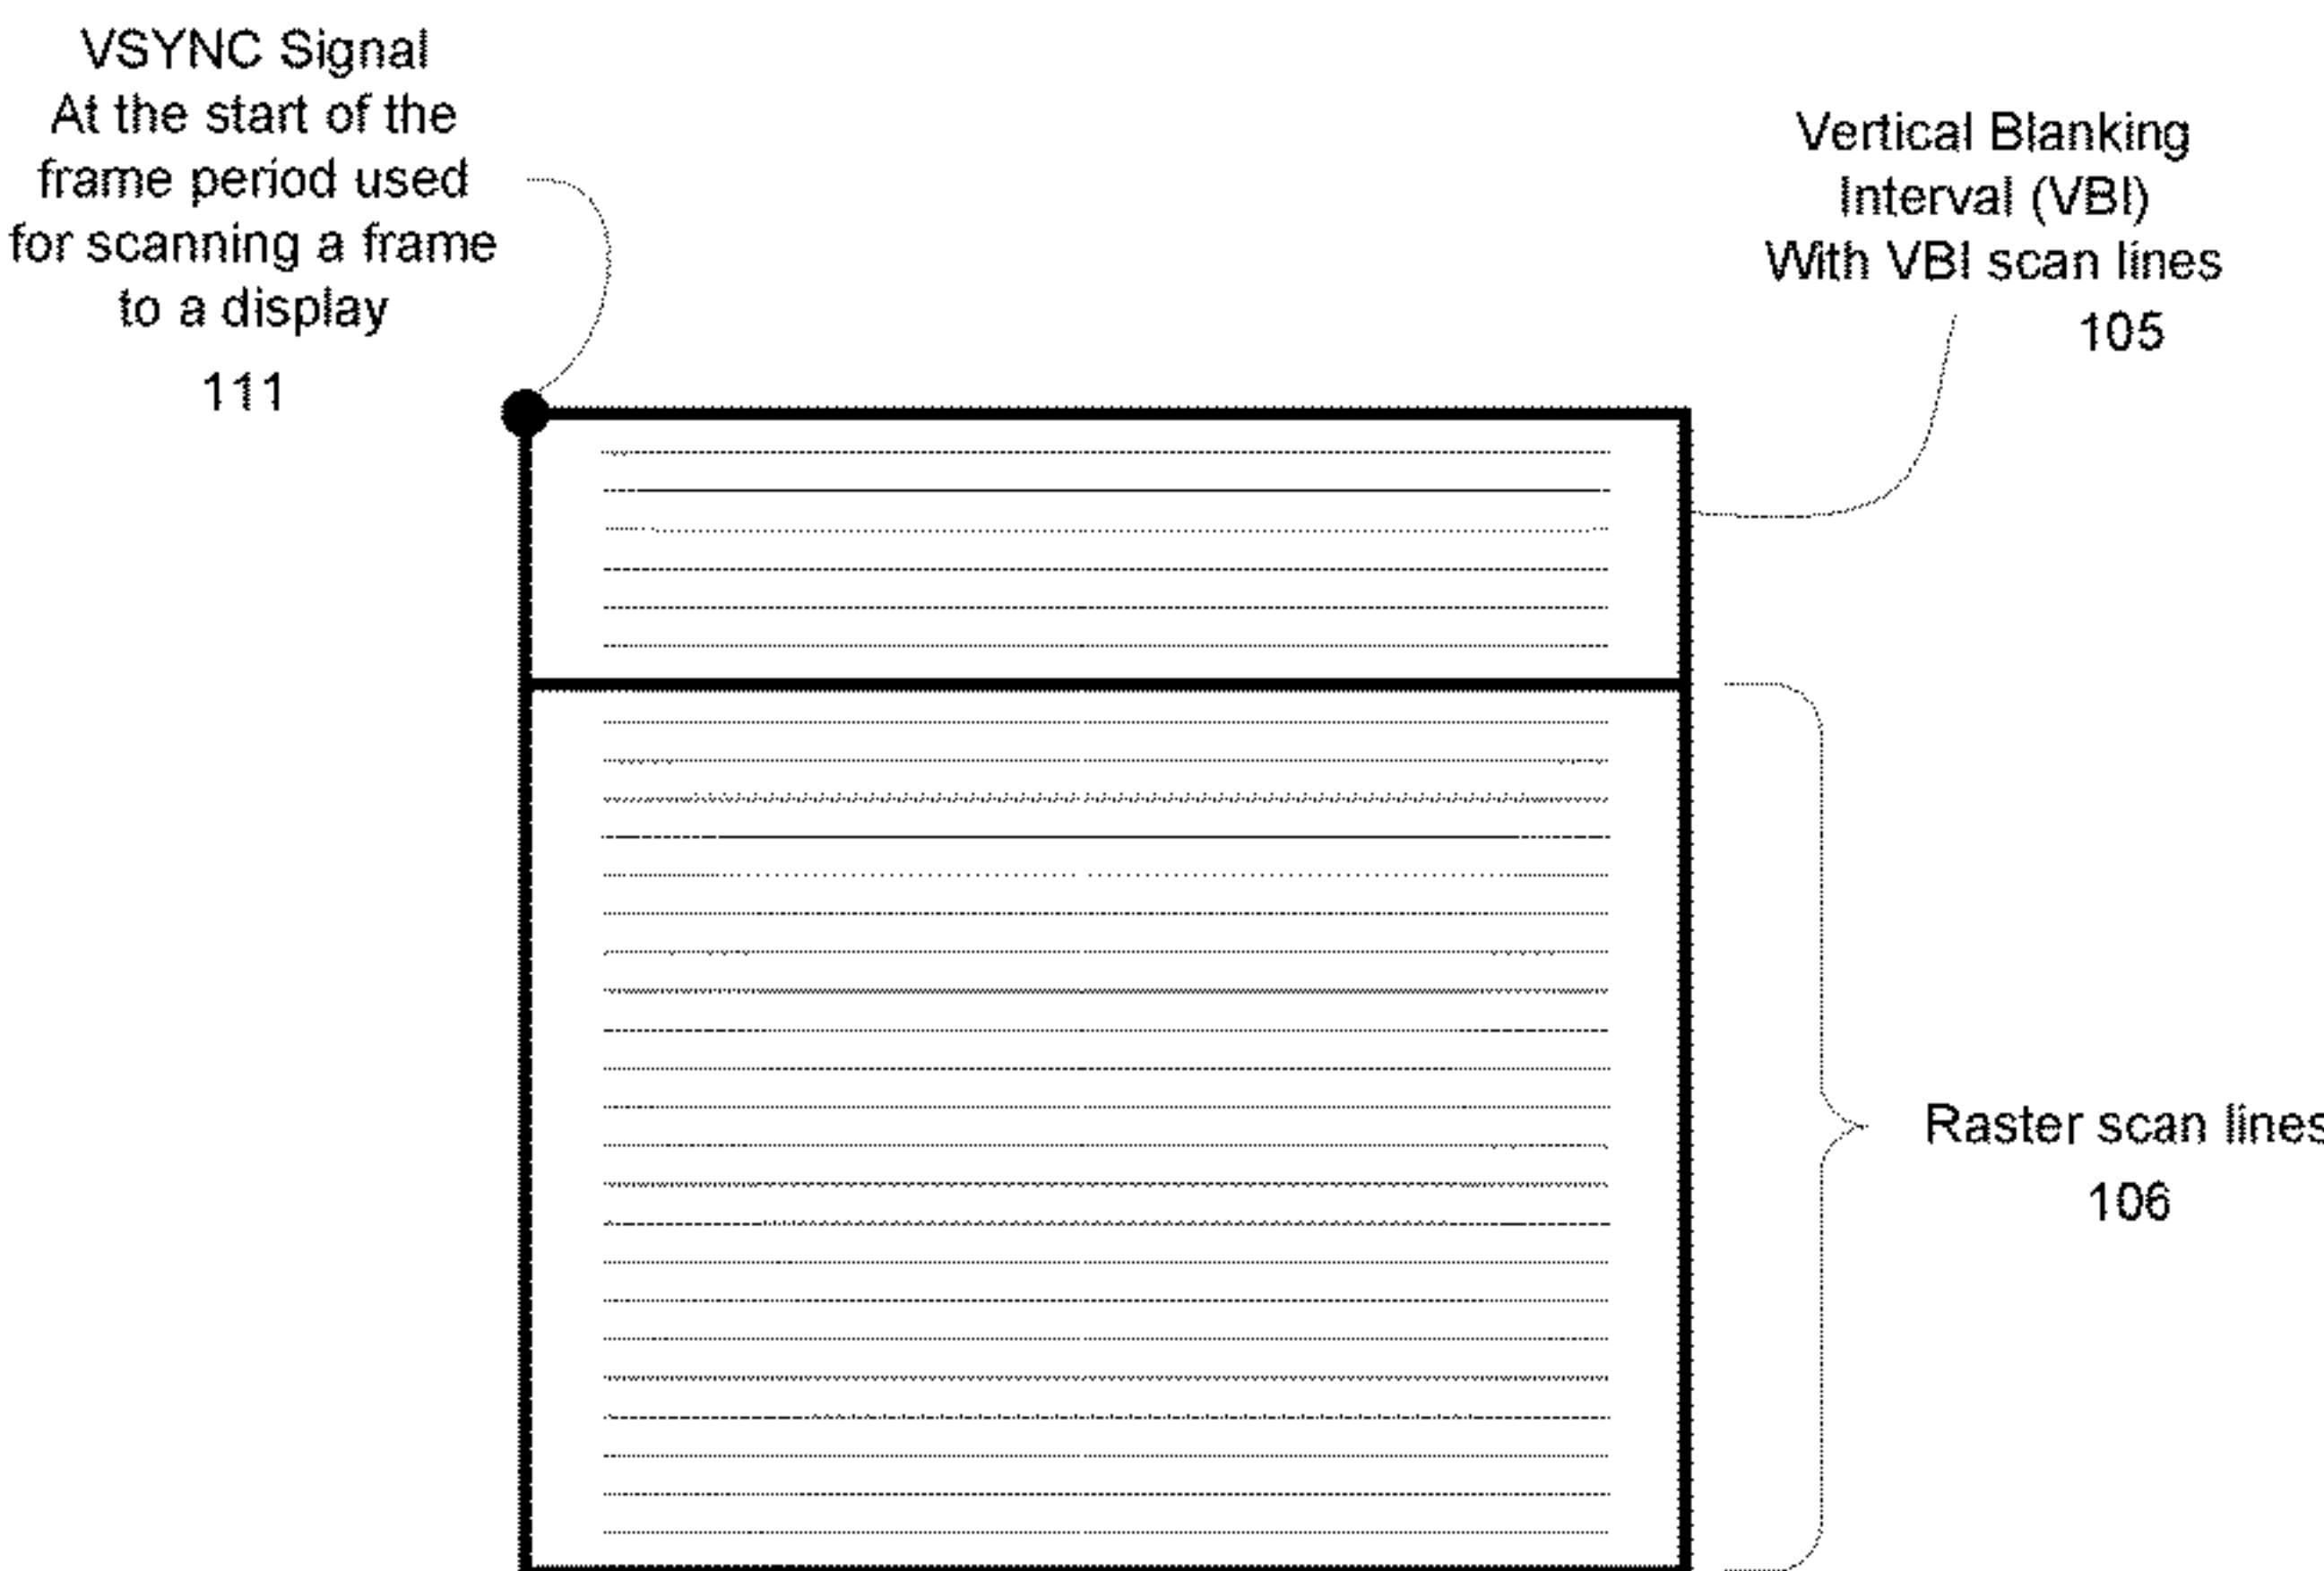 VSYNC Signal
At the start of the
frame period used
for scanning a frame
to a display
111
Vertical Blanking
Interval (VBI)
With VBI scan lines
105
Raster scan lines
106